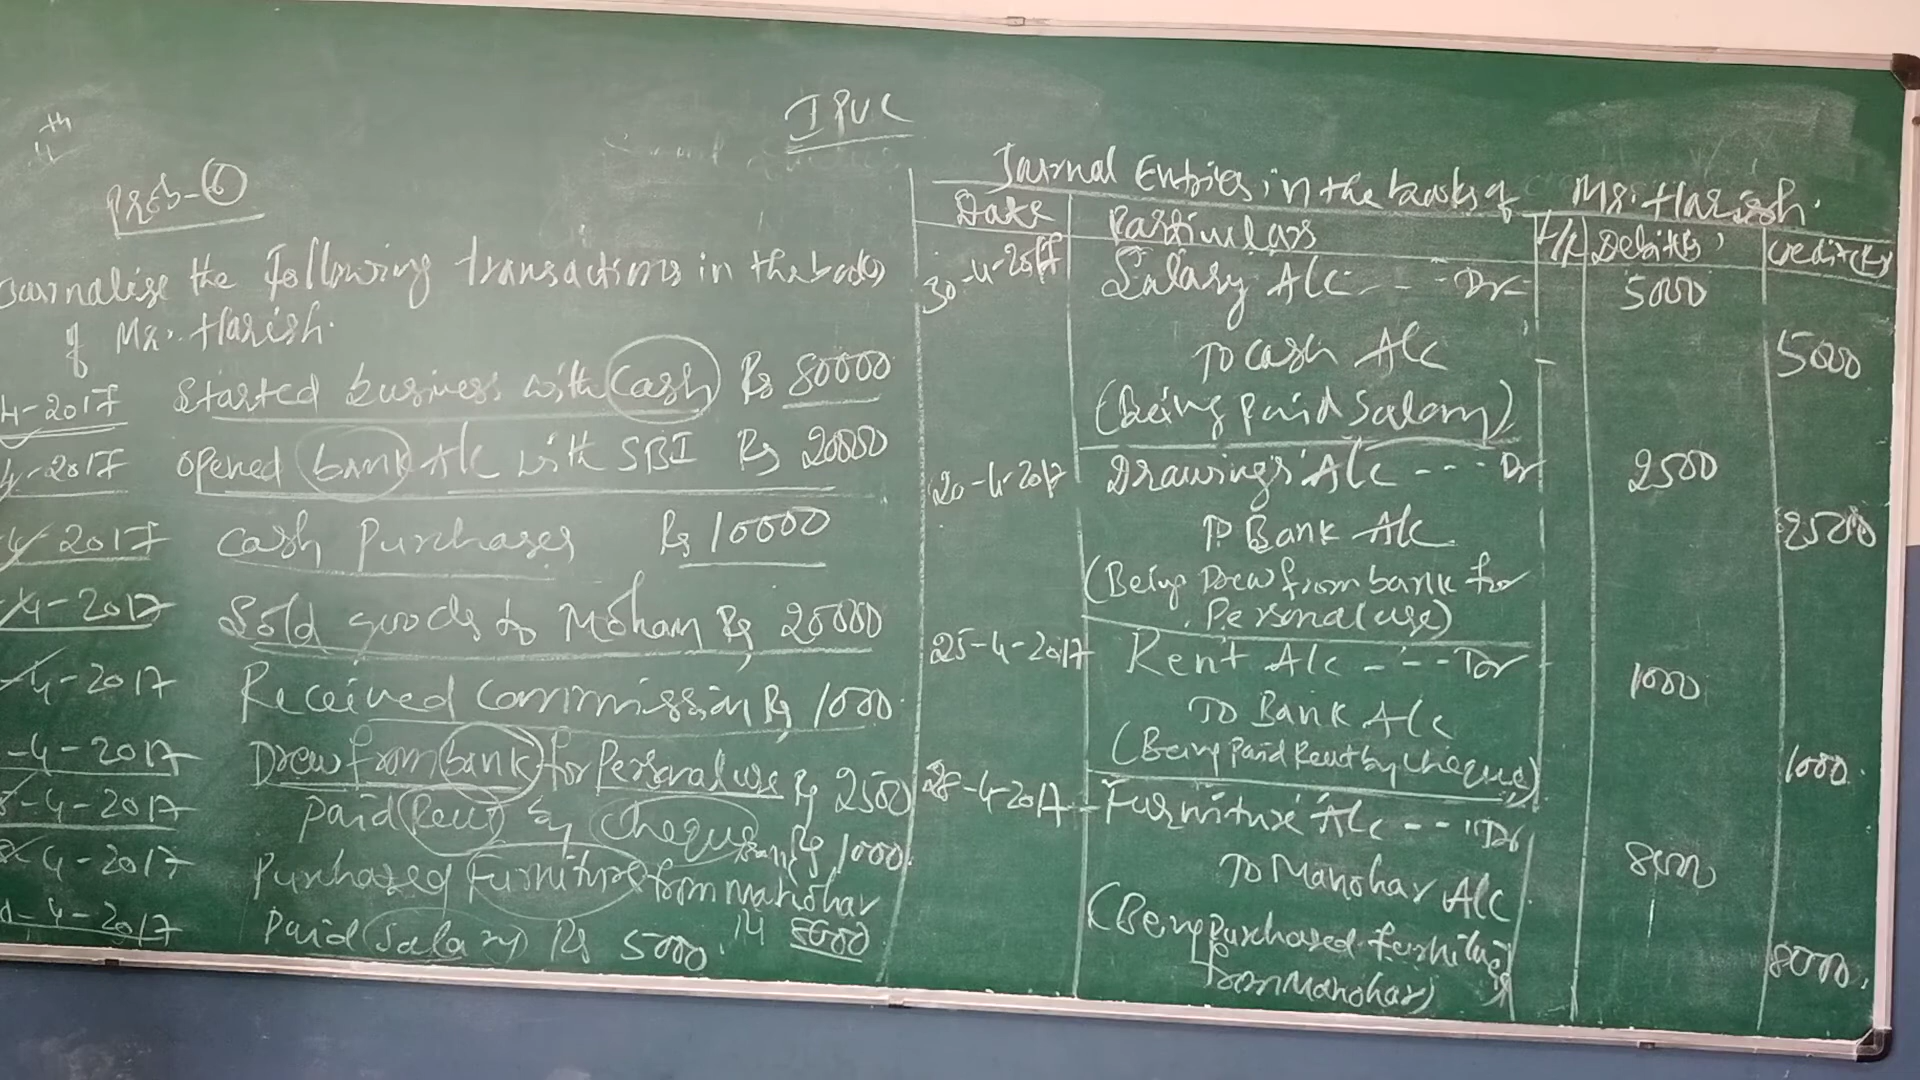 I PUC
Prob-6
Journalise the following transactions in the books
of Mr. Harish.
4-2017 Started business with cash Rs 80000
4-2017 opened bank A/c with SBI Rs 20000
4-2017 cash Purchases Rs 10000
4-2017 Sold goods to Mohan Rs 20000
4-2017 Received commission Rs 1000
-4-2017 Drew from bank for Personal use Rs 2500
-4-2017 Paid Rent by cheque Rs 1000
4-2017 Purchased Furniture from Manohar
-4-2017 Paid Salary Rs 5000. 8000
Journal Entries in the books of Mr. Harish.
Date Particulars L/F Debit(Rs) Credit(Rs)
30-4-2017 Salary A/c - - - Dr 5000
To cash A/c 5000
(Being paid Salary)
20-4-2017 Drawings A/c - - - Dr 2500
To Bank A/c 2500
(Being Drew from bank for
Personal use)
25-4-2017 Rent A/c - - - Dr 1000
To Bank A/c
(Being Paid Rent by cheque) 1000
28-4-2017 Furniture A/c - - - Dr
To Manohar A/c 8000
(Being Purchased furniture
from Manohar) 8000